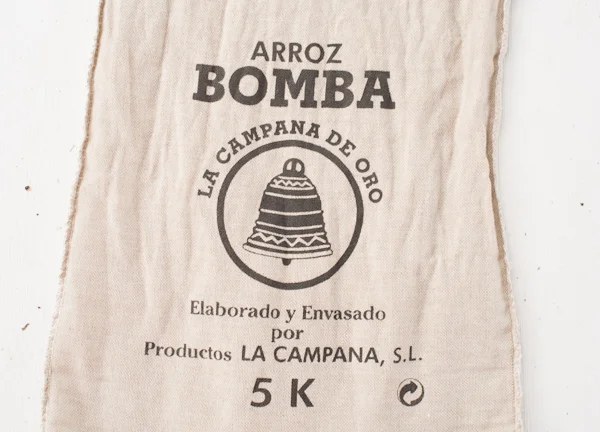 ARROZ
BOMBA
LA CAMPANA DE ORO
Elaborado y Envasado
por
Productos LA CAMPANA, S.L.
5 K